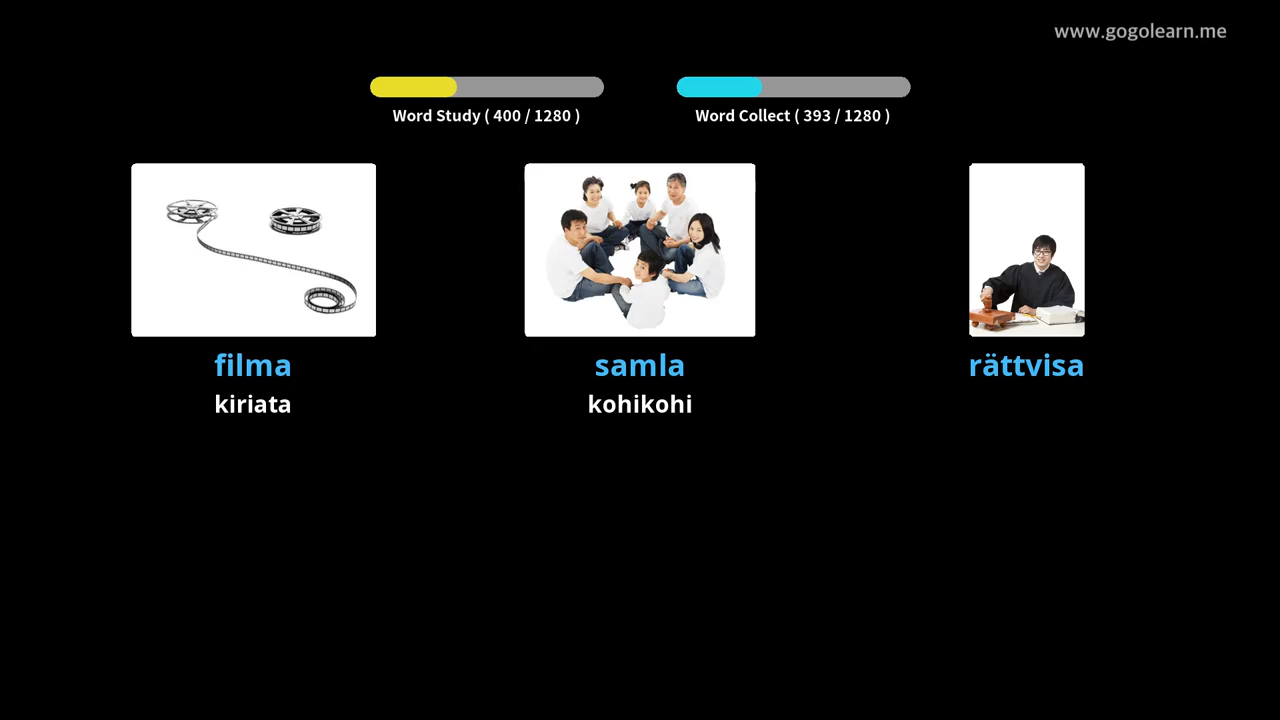 www.gogolearn.me
Word Study ( 400 / 1280 )
Word Collect ( 393 / 1280 )
filma
kiriata
samla
kohikohi
rättvisa